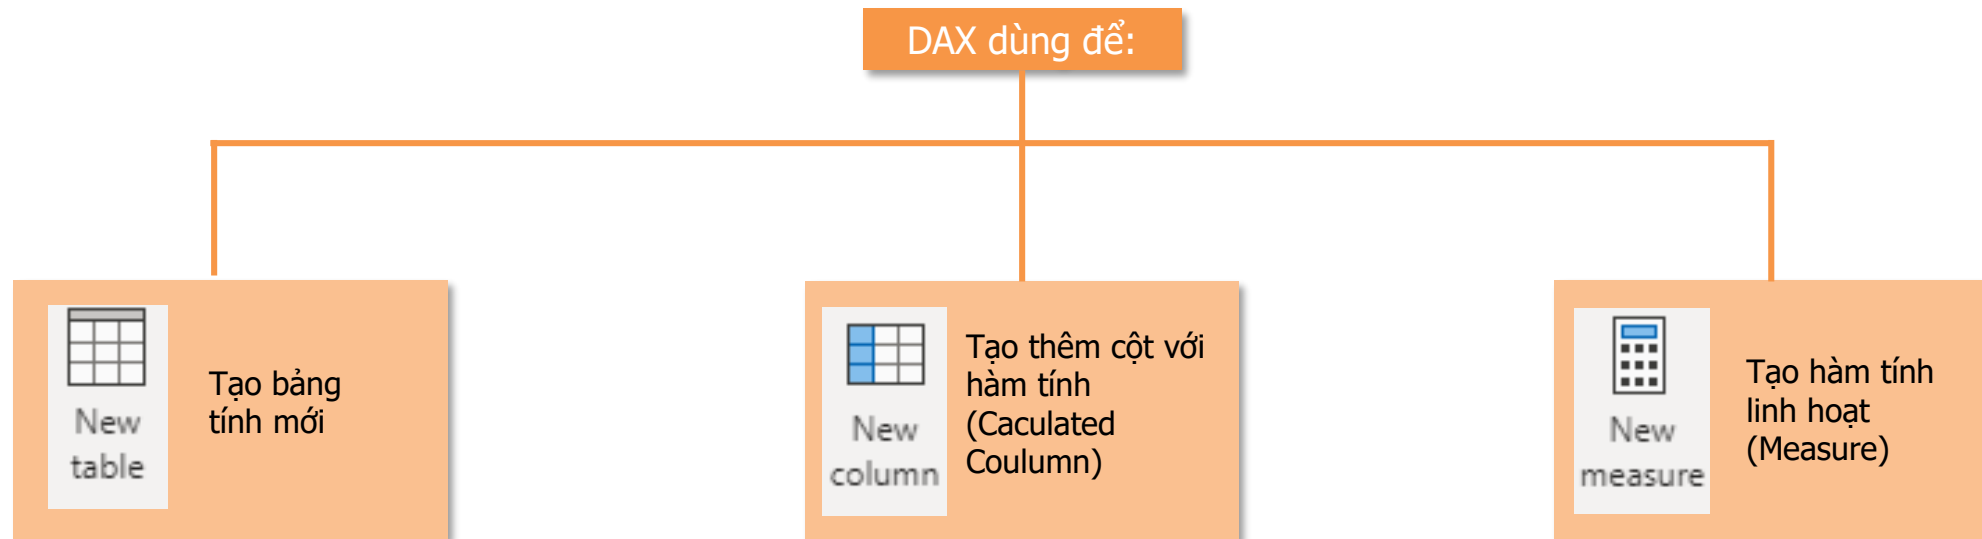 DAX dùng để:
New
table
Tạo bảng
tính mới
New
column
Tạo thêm cột với
hàm tính
(Caculated
Coulumn)
New
measure
Tạo hàm tính
linh hoạt
(Measure)